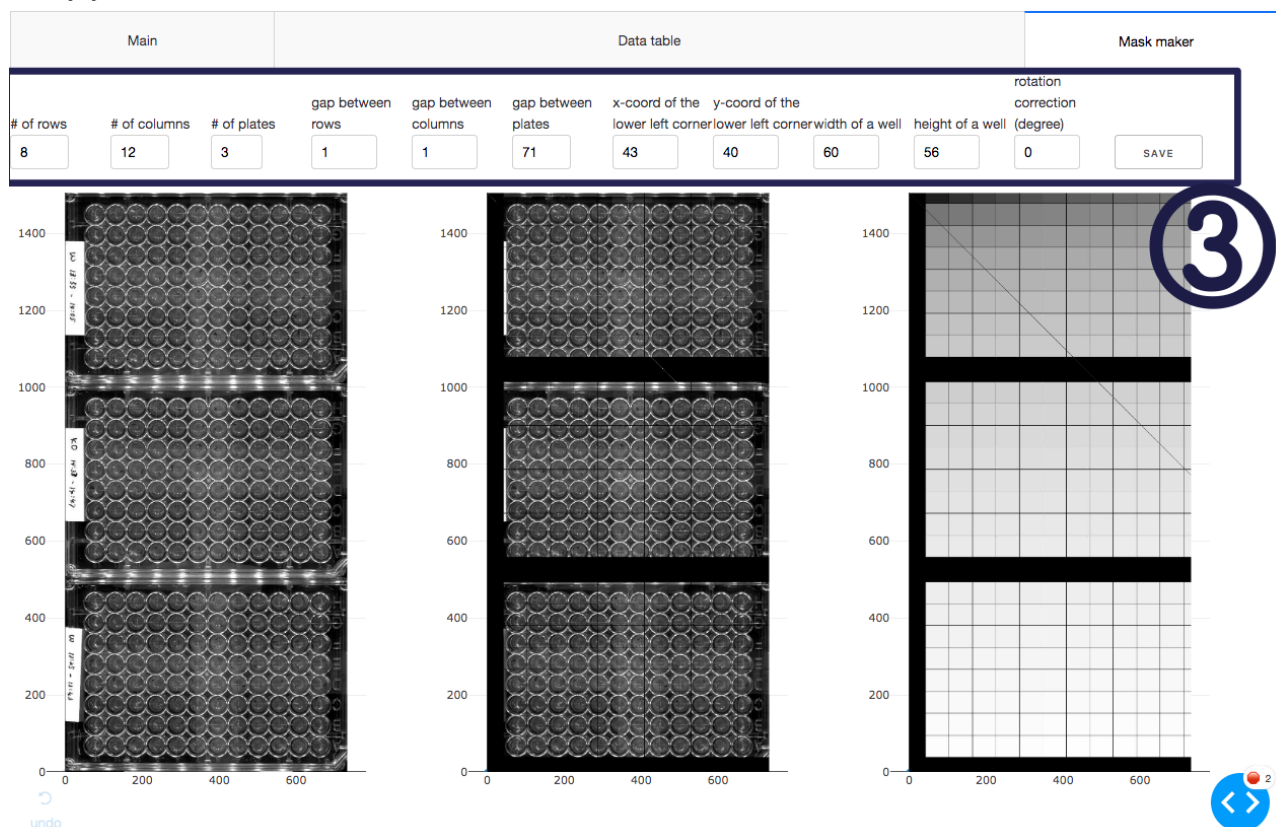 Main Data table Mask maker
rotation
gap between gap between gap between x-coord of the y-coord of the correction
# of rows # of columns # of plates rows columns plates lower left corner lower left corner width of a well height of a well (degree)
8 12 3 1 1 71 43 40 60 56 0 SAVE
③
1400 1400 1400
1200 1200 1200
1000 1000 1000
800 800 800
600 600 600
400 400 400
200 200 200
0 0 0
0 200 400 600 0 200 400 600 0 200 400 600
undo
2